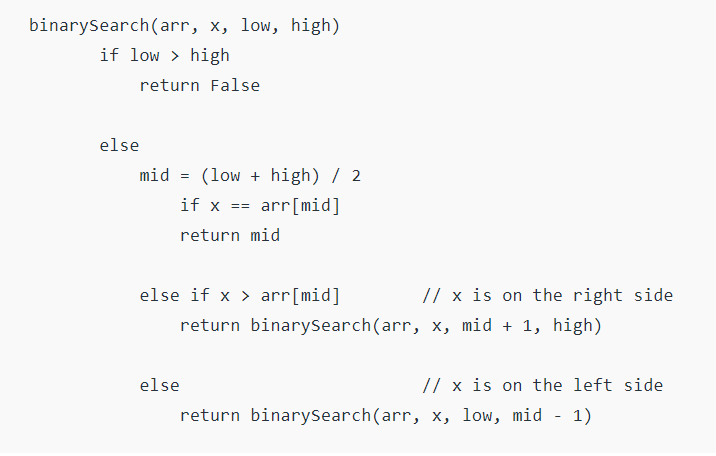 binarySearch(arr, x, low, high)
       if low > high
           return False

       else
           mid = (low + high) / 2
               if x == arr[mid]
               return mid

           else if x > arr[mid]        // x is on the right side
               return binarySearch(arr, x, mid + 1, high)

           else                        // x is on the left side
               return binarySearch(arr, x, low, mid - 1)